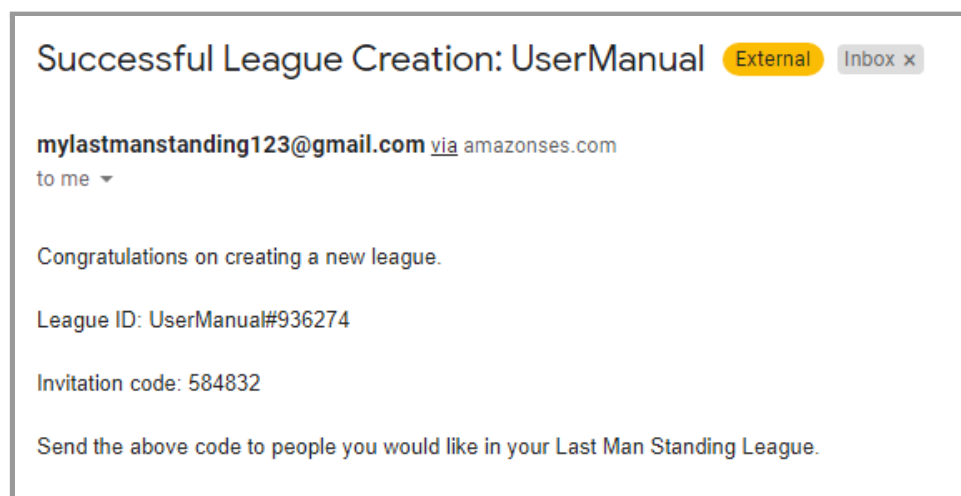 Successful League Creation: UserManual External Inbox x
mylastmanstanding123@gmail.com via amazonses.com
to me
Congratulations on creating a new league.
League ID: UserManual#936274
Invitation code: 584832
Send the above code to people you would like in your Last Man Standing League.